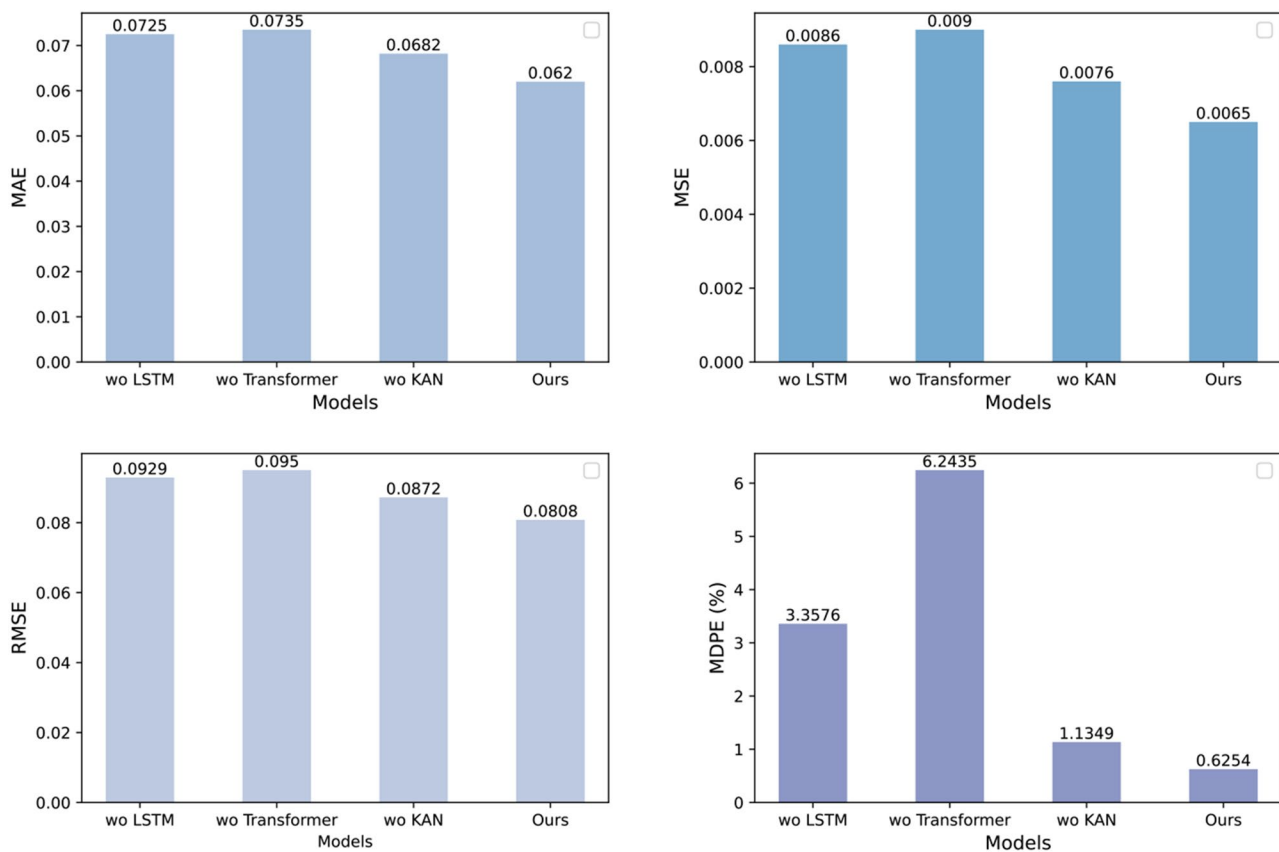 0.0725
0.0735
0.0682
0.062
0.07
0.06
0.05
0.04
0.03
0.02
0.01
0.00
MAE
wo LSTM
wo Transformer
wo KAN
Ours
Models
0.0086
0.009
0.0076
0.0065
0.008
0.006
0.004
0.002
0.000
MSE
wo LSTM
wo Transformer
wo KAN
Ours
Models
0.0929
0.095
0.0872
0.0808
0.08
0.06
0.04
0.02
0.00
RMSE
wo LSTM
wo Transformer
wo KAN
Ours
Models
3.3576
6.2435
1.1349
0.6254
6
5
4
3
2
1
0
MDPE (%)
wo LSTM
wo Transformer
wo KAN
Ours
Models